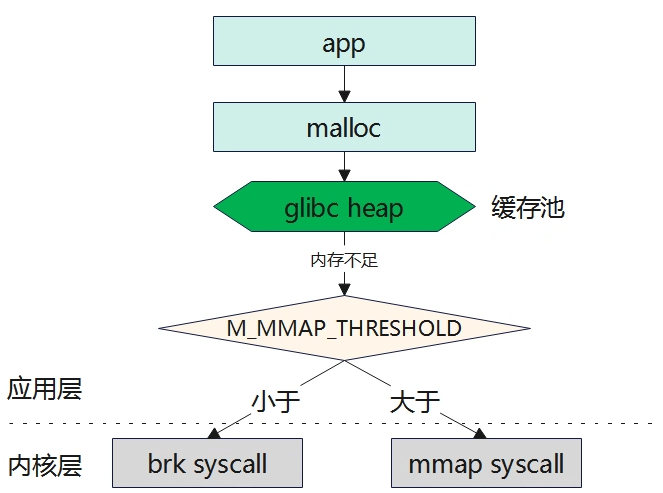 app
malloc
glibc heap
缓存池
内存不足
M_MMAP_THRESHOLD
应用层
小于
大于
内核层
brk syscall
mmap syscall